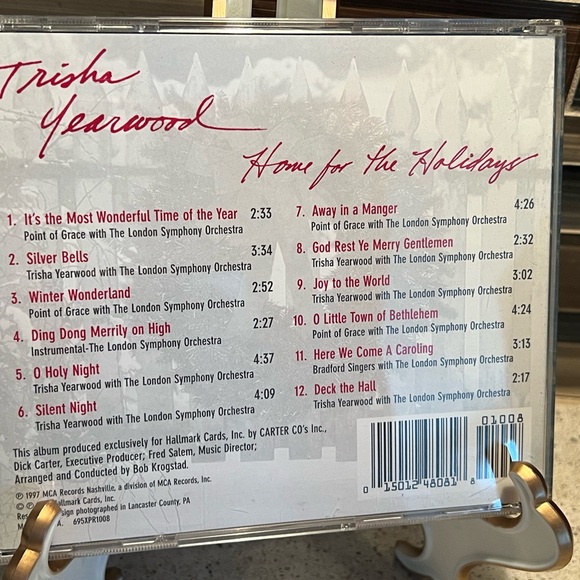 Trisha
Yearwood
Home for the Holidays
1. It's the Most Wonderful Time of the Year 2:33
Point of Grace with The London Symphony Orchestra
2. Silver Bells 3:34
Trisha Yearwood with The London Symphony Orchestra
3. Winter Wonderland 2:52
Point of Grace with The London Symphony Orchestra
4. Ding Dong Merrily on High 2:27
Instrumental-The London Symphony Orchestra
5. O Holy Night 4:37
Trisha Yearwood with The London Symphony Orchestra
6. Silent Night 4:09
Trisha Yearwood with The London Symphony Orchestra
7. Away in a Manger 4:26
Point of Grace with The London Symphony Orchestra
8. God Rest Ye Merry Gentlemen 2:32
Trisha Yearwood with The London Symphony Orchestra
9. Joy to the World 3:02
Trisha Yearwood with The London Symphony Orchestra
10. O Little Town of Bethlehem 4:24
Point of Grace with The London Symphony Orchestra
11. Here We Come A Caroling 3:13
Bradford Singers with The London Symphony Orchestra
12. Deck the Hall 2:17
Trisha Yearwood with The London Symphony Orchestra
This album produced exclusively for Hallmark Cards, Inc. by CARTER CO's Inc.,
Dick Carter, Executive Producer; Fred Salem, Music Director;
Arranged and Conducted by Bob Krogstad.
℗ 1997 MCA Records Nashville, a division of MCA Records, Inc.
© Hallmark Cards, Inc.
photographed in Lancaster County, PA
A. 695XPR1008
01008
0 15012 48081 8